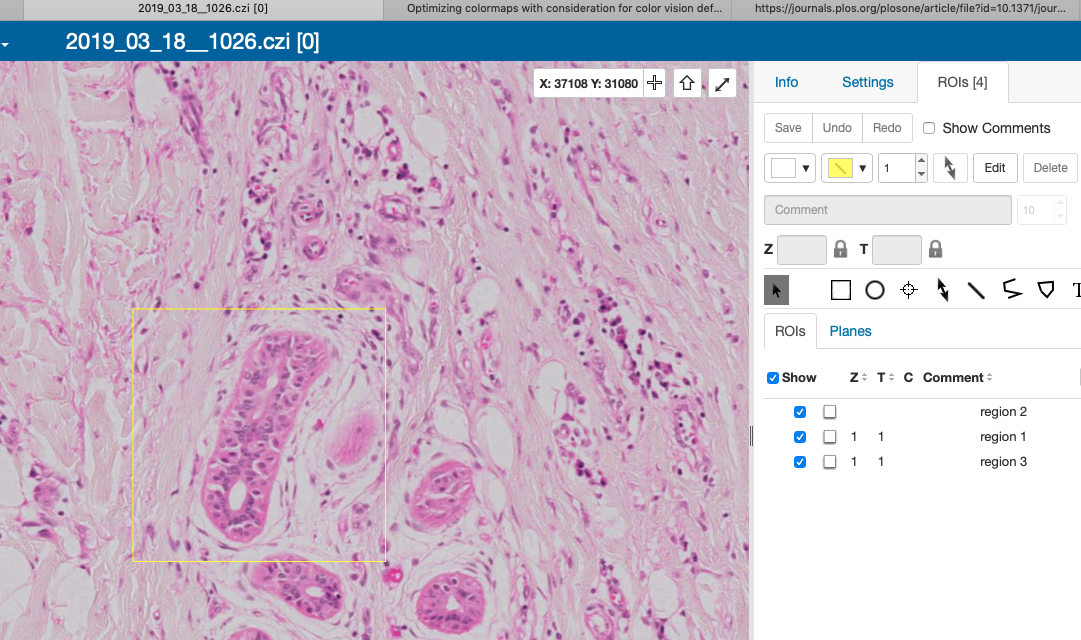 2019_03_18__1026.czi [0]
Optimizing colormaps with consideration for color vision def...
https://journals.plos.org/plosone/article/file?id=10.1371/jour...
2019_03_18__1026.czi [0]
X: 37108 Y: 31080
Info Settings ROIs [4]
Save Undo Redo Show Comments
1 Edit Delete
Comment 10
Z T
T
ROIs Planes
Show Z T C Comment
region 2
1 1 region 1
1 1 region 3